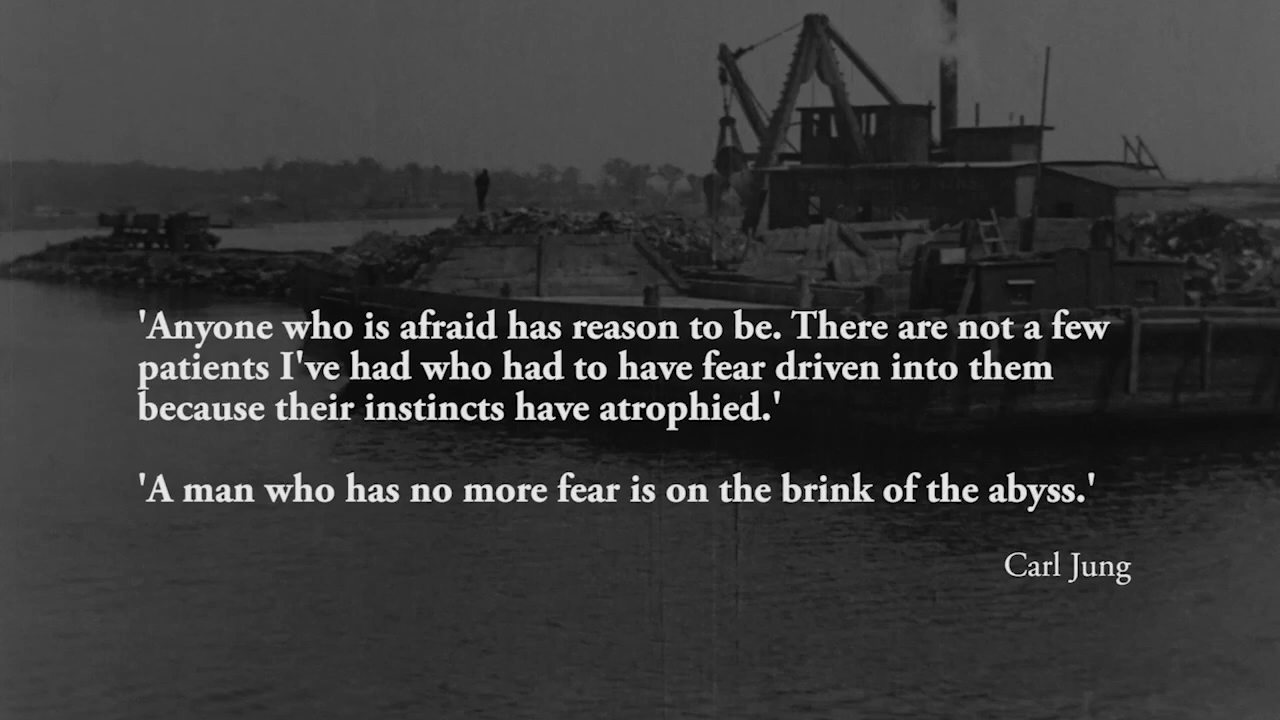 'Anyone who is afraid has reason to be. There are not a few
patients I've had who had to have fear driven into them
because their instincts have atrophied.'
'A man who has no more fear is on the brink of the abyss.'
Carl Jung